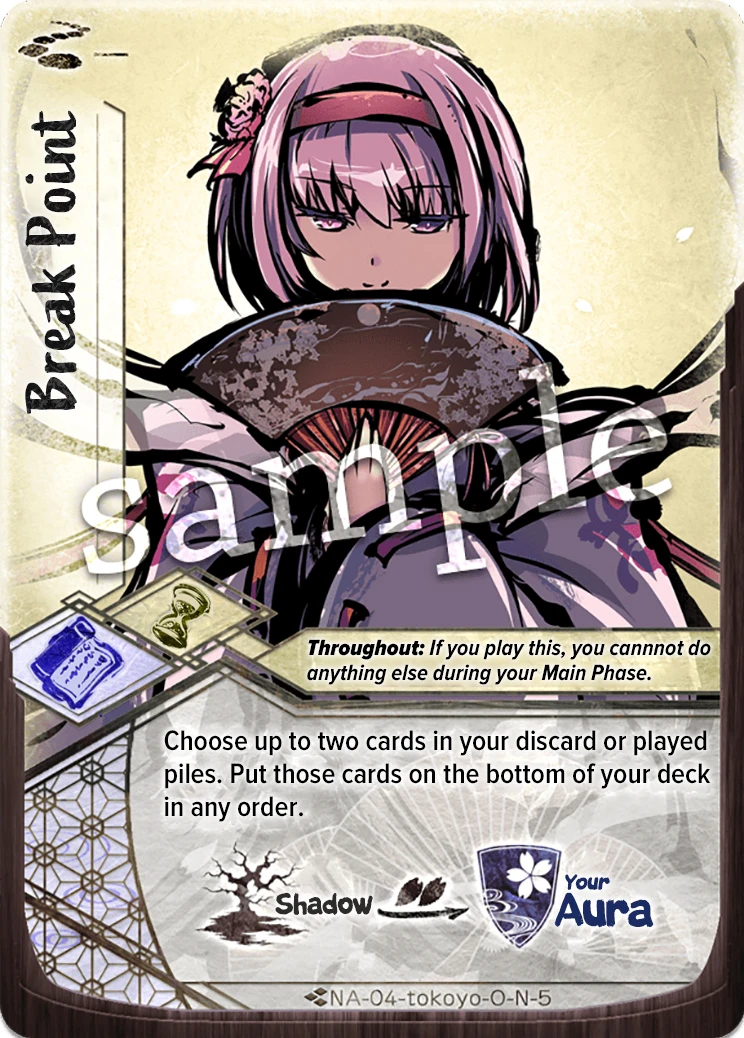 Break Point
sample
Throughout: If you play this, you cannnot do
anything else during your Main Phase.
Choose up to two cards in your discard or played
piles. Put those cards on the bottom of your deck
in any order.
Shadow
Your
Aura
NA-04-tokoyo-O-N-5